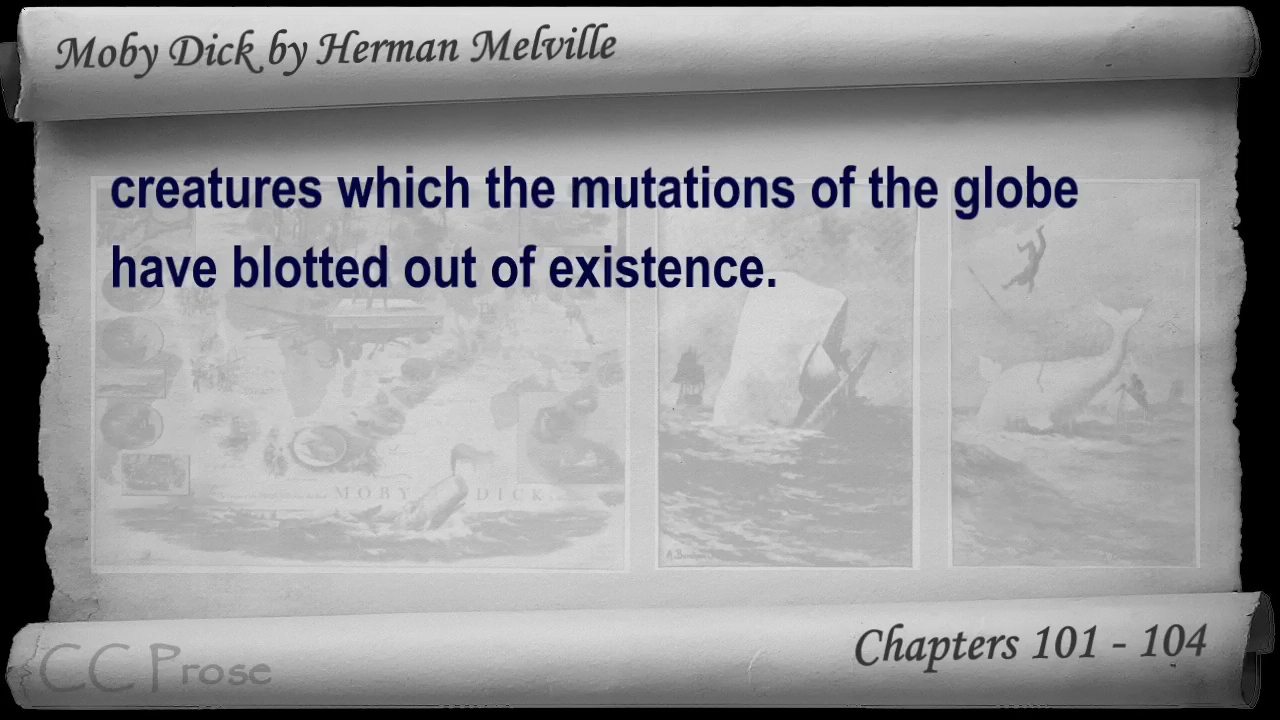 Moby Dick by Herman Melville
creatures which the mutations of the globe
have blotted out of existence.
MOBY DICK
Chapters 101 - 104
CC Prose